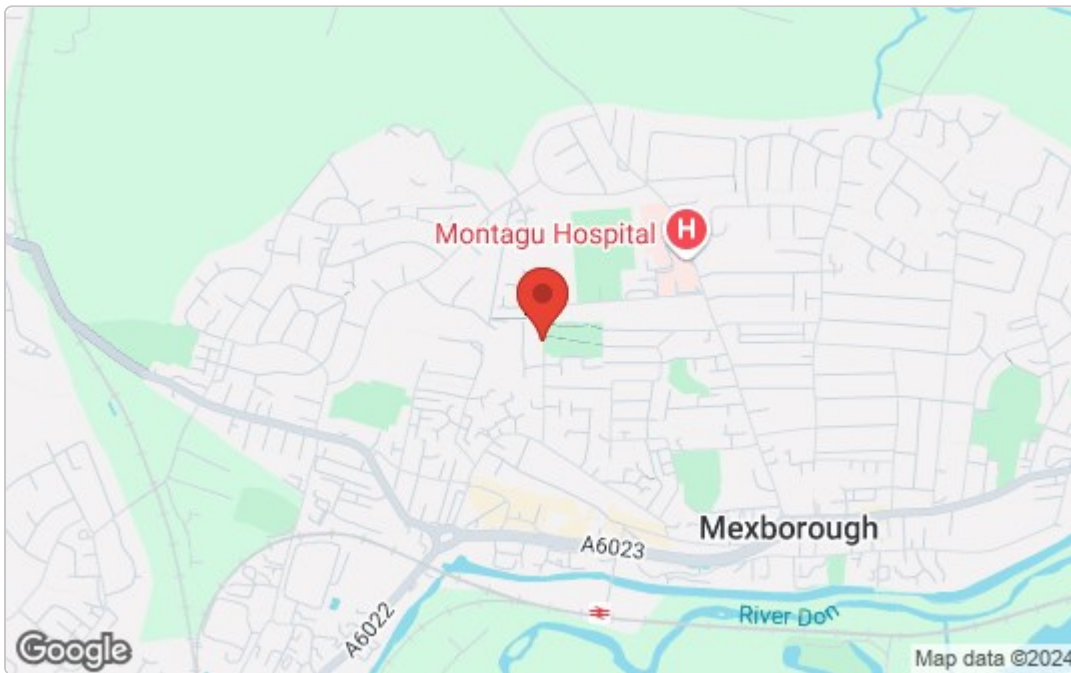 Montagu Hospital H
Mexborough
A6023
A6022
River Don
Google
Map data ©2024